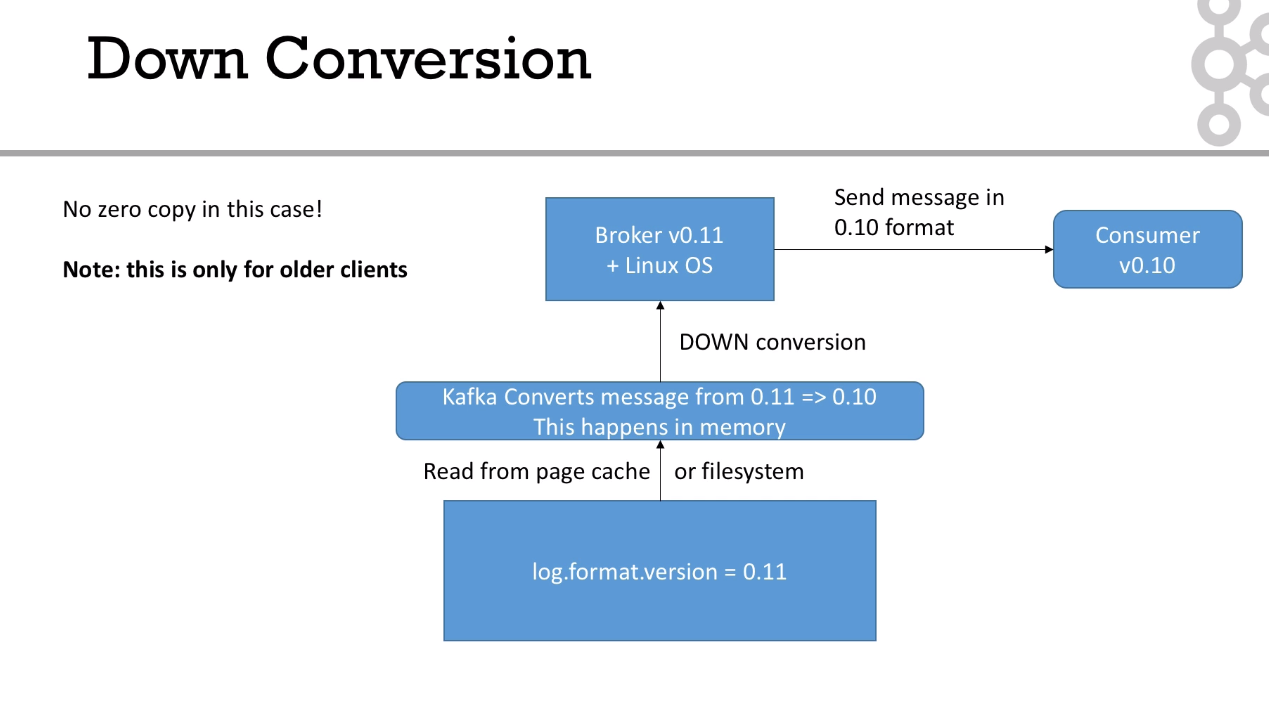 Down Conversion
No zero copy in this case!
Note: this is only for older clients
Broker v0.11
+ Linux OS
Send message in
0.10 format
Consumer
v0.10
DOWN conversion
Kafka Converts message from 0.11 => 0.10
This happens in memory
Read from page cache or filesystem
log.format.version = 0.11